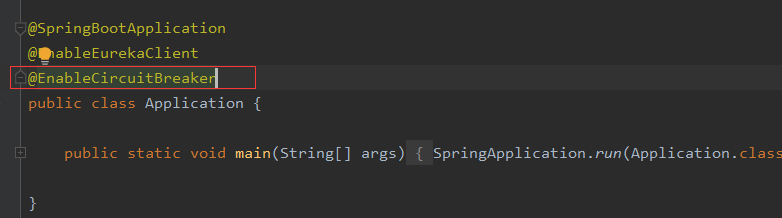 @SpringBootApplication
@EnableEurekaClient
@EnableCircuitBreaker
public class Application {
public static void main(String[] args) { SpringApplication.run(Application.class
}